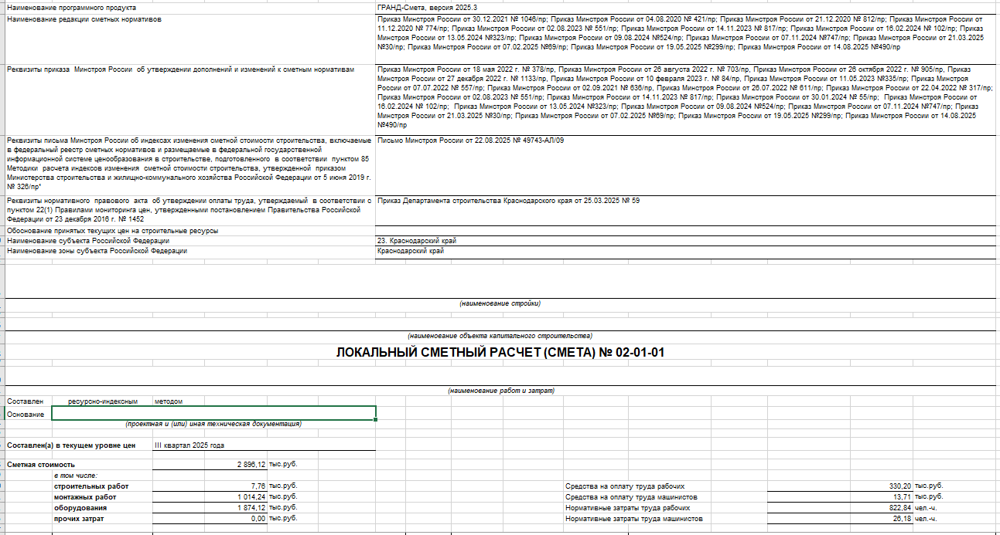 Наименование программного продукта
ГРАНД-Смета, версия 2025.3
Наименование редакции сметных нормативов
Приказ Минстроя России от 30.12.2021 № 1046/пр; Приказ Минстроя России от 04.08.2020 № 421/пр; Приказ Минстроя России от 21.12.2020 № 812/пр; Приказ Минстроя России от
11.12.2020 № 774/пр; Приказ Минстроя России от 02.08.2023 № 551/пр; Приказ Минстроя России от 14.11.2023 № 817/пр; Приказ Минстроя России от 16.02.2024 № 102/пр; Приказ
Минстроя России от 13.05.2024 №323/пр; Приказ Минстроя России от 09.08.2024 №524/пр; Приказ Минстроя России от 07.11.2024 №747/пр; Приказ Минстроя России от 21.03.2025
№30/пр; Приказ Минстроя России от 07.02.2025 №69/пр; Приказ Минстроя России от 19.05.2025 №299/пр; Приказ Минстроя России от 14.08.2025 №490/пр
Реквизиты приказа Минстроя России об утверждении дополнений и изменений к сметным нормативам
Приказ Минстроя России от 18 мая 2022 г. № 378/пр, Приказ Минстроя России от 26 августа 2022 г. № 703/пр, Приказ Минстроя России от 26 октября 2022 г. № 905/пр, Приказ
Минстроя России от 27 декабря 2022 г. № 1133/пр, Приказ Минстроя России от 10 февраля 2023 г. № 84/пр, Приказ Минстроя России от 11.05.2023 №335/пр; Приказ Минстроя
России от 07.07.2022 № 557/пр; Приказ Минстроя России от 02.09.2021 № 636/пр, Приказ Минстроя России от 26.07.2022 № 611/пр; Приказ Минстроя России от 22.04.2022 № 317/пр;
Приказ Минстроя России от 02.08.2023 № 551/пр; Приказ Минстроя России от 14.11.2023 № 817/пр; Приказ Минстроя России от 30.01.2024 № 55/пр; Приказ Минстроя России от
16.02.2024 № 102/пр; Приказ Минстроя России от 13.05.2024 №323/пр; Приказ Минстроя России от 09.08.2024 №524/пр; Приказ Минстроя России от 07.11.2024 №747/пр; Приказ
Минстроя России от 21.03.2025 №30/пр; Приказ Минстроя России от 07.02.2025 №69/пр; Приказ Минстроя России от 19.05.2025 №299/пр; Приказ Минстроя России от 14.08.2025
№490/пр
Реквизиты письма Минстроя России об индексах изменения сметной стоимости строительства, включаемые
в федеральный реестр сметных нормативов и размещаемые в федеральной государственной
информационной системе ценообразования в строительстве, подготовленного в соответствии пунктом 85
Методики расчета индексов изменения сметной стоимости строительства, утвержденной приказом
Министерства строительства и жилищно-коммунального хозяйства Российской Федерации от 5 июня 2019 г.
№ 326/пр*
Письмо Минстроя России от 22.08.2025 № 49743-АЛ/09
Реквизиты нормативного правового акта об утверждении оплаты труда, утверждаемый в соответствии с
пунктом 22(1) Правилами мониторинга цен, утвержденными постановлением Правительства Российской
Федерации от 23 декабря 2016 г. № 1452
Приказ Департамента строительства Краснодарского края от 25.03.2025 № 59
Обоснование принятых текущих цен на строительные ресурсы
Наименование субъекта Российской Федерации
23. Краснодарский край
Наименование зоны субъекта Российской Федерации
Краснодарский край
(наименование стройки)
(наименование объекта капитального строительства)
ЛОКАЛЬНЫЙ СМЕТНЫЙ РАСЧЕТ (СМЕТА) № 02-01-01
(наименование работ и затрат)
Составлен ресурсно-индексным методом
Основание
(проектная и (или) иная техническая документация)
Составлен(а) в текущем уровне цен III квартал 2025 года
Сметная стоимость 2 896,12 тыс.руб.
в том числе:
строительных работ 7,76 тыс.руб. Средства на оплату труда рабочих 330,20 тыс.руб.
монтажных работ 1 014,24 тыс.руб. Средства на оплату труда машинистов 13,71 тыс.руб.
оборудования 1 874,12 тыс.руб. Нормативные затраты труда рабочих 822,84 чел.-ч.
прочих затрат 0,00 тыс.руб. Нормативные затраты труда машинистов 26,18 чел.-ч.